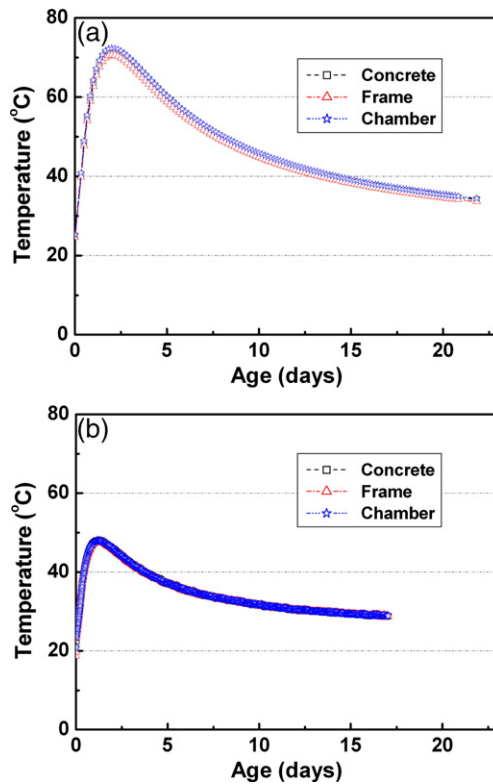 (a)
80
60
40
20
0
Temperature (°C)
Concrete
Frame
Chamber
0 5 10 15 20
Age (days)
(b)
80
60
40
20
0
Temperature (°C)
Concrete
Frame
Chamber
0 5 10 15 20
Age (days)